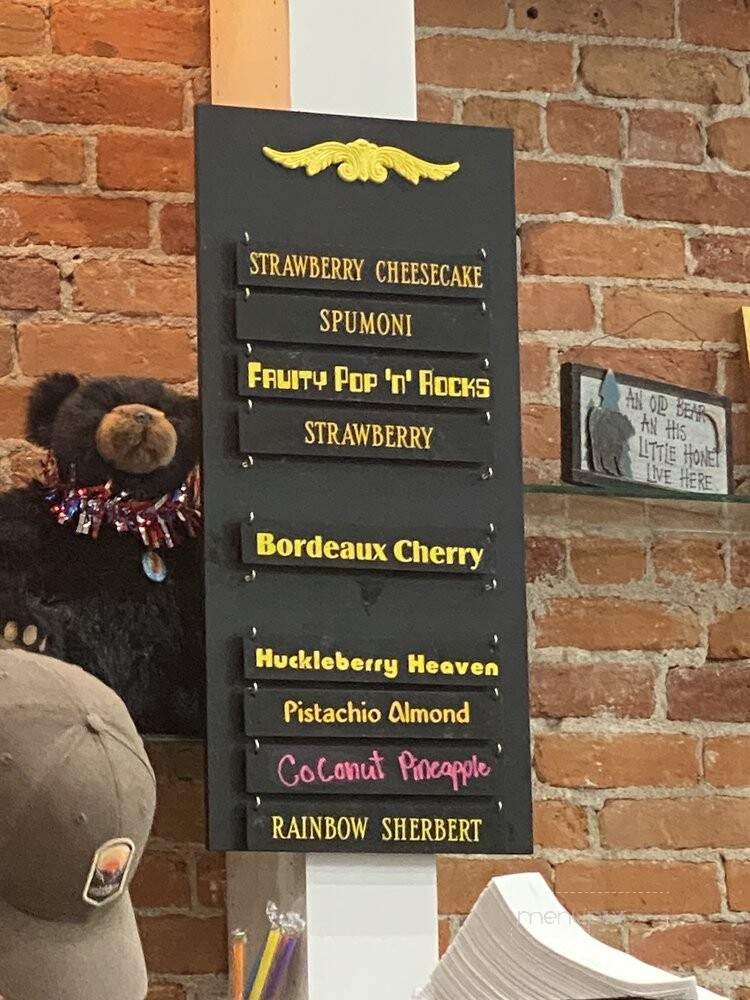 STRAWBERRY CHEESECAKE
SPUMONI
FRUITY POP 'N' ROCKS
STRAWBERRY
Bordeaux Cherry
Huckleberry Heaven
Pistachio Almond
Coconut Pineapple
RAINBOW SHERBERT
AN OLD BEAR
AN HIS
LITTLE HONEY
LIVE HERE